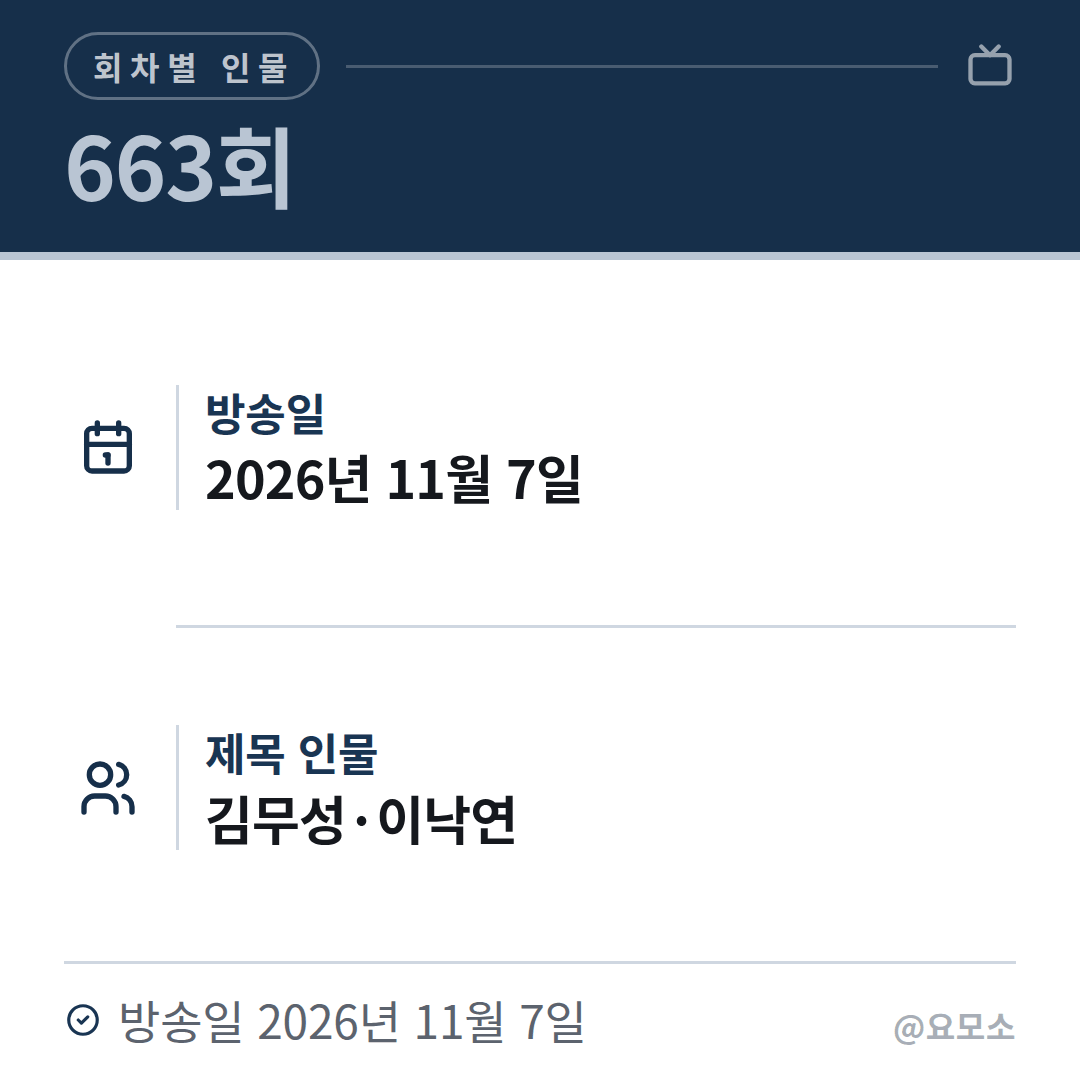 회차별 인물
663회
방송일
2026년 11월 7일
제목 인물
김무성·이낙연
방송일 2026년 11월 7일
@요모소